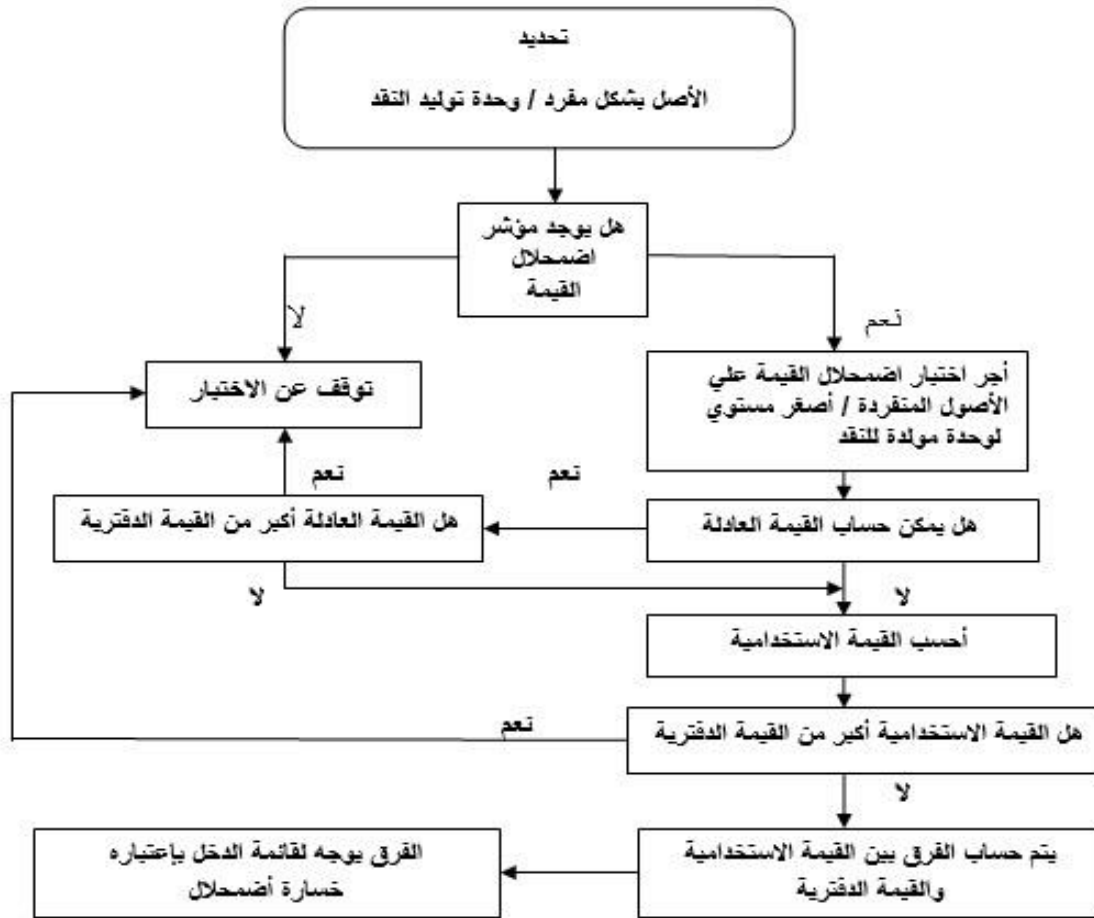 تحديد
الأصل بشكل مفرد / وحدة توليد النقد
هل يوجد مؤشر
اضمحلال
القيمة
لا
نعم
توقف عن الاختبار
أجر اختبار اضمحلال القيمة علي
الأصول المتفردة / أصغر مستوي
لوحدة مولدة للنقد
نعم
نعم
هل القيمة العادلة أكبر من القيمة الدفترية
هل يمكن حساب القيمة العادلة
لا
لا
أحسب القيمة الاستخدامية
نعم
هل القيمة الاستخدامية أكبر من القيمة الدفترية
لا
يتم حساب الفرق بين القيمة الاستخدامية
والقيمة الدفترية
الفرق يوجه لقائمة الدخل بإعتباره
خسارة أضمحلال